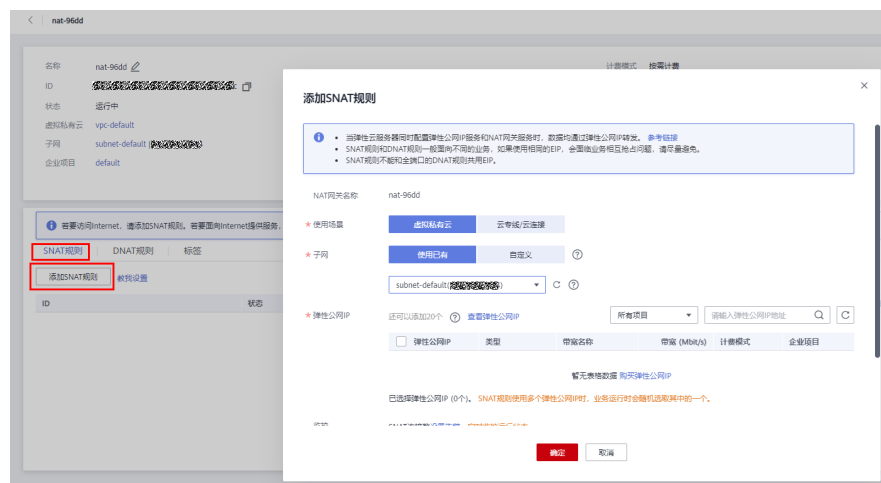 nat-96dd
名称 nat-96dd
计费模式 按需计费
ID
状态 运行中
虚拟私有云 vpc-default
子网 subnet-default
企业项目 default
若要访问Internet，请添加SNAT规则。若要面向Internet提供服务，
SNAT规则 DNAT规则 标签
添加SNAT规则 教我设置
ID 状态
添加SNAT规则
当弹性云服务器同时配置弹性公网IP服务和NAT网关服务时，数据均通过弹性公网IP转发。 参考链接
SNAT规则和DNAT规则一般面向不同的业务，如果使用相同的EIP，会面临业务相互抢占问题，请尽量避免。
SNAT规则不能和全端口的DNAT规则共用EIP。
NAT网关名称 nat-96dd
* 使用场景 虚拟私有云 云专线/云连接
* 子网 使用已有 自定义
subnet-default(
* 弹性公网IP 还可以添加20个 查看弹性公网IP 所有项目 请输入弹性公网IP地址
弹性公网IP 类型 带宽名称 带宽 (Mbit/s) 计费模式 企业项目
暂无表格数据 购买弹性公网IP
已选择弹性公网IP (0个)。 SNAT规则使用多个弹性公网IP时，业务运行时会随机选取其中的一个。
确定 取消